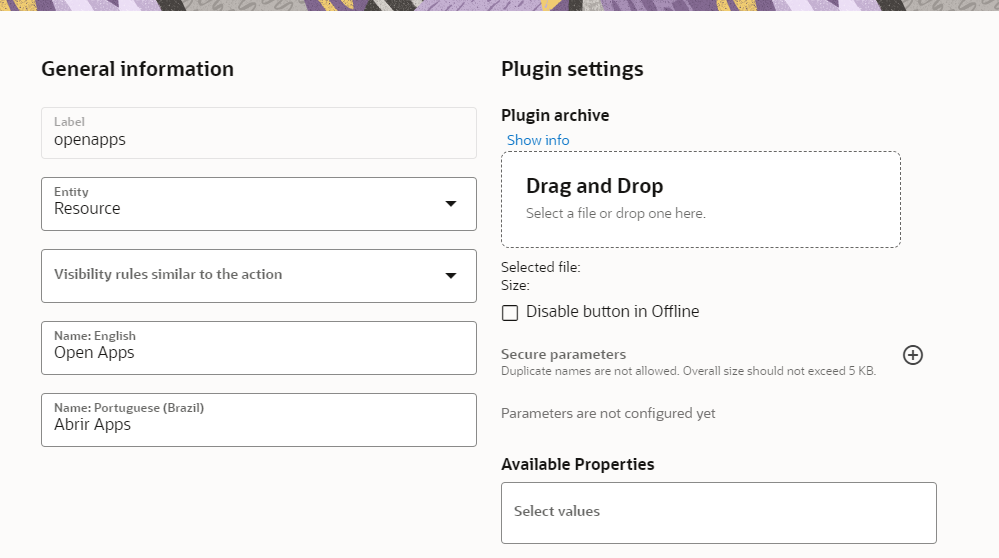 General information
Label
openapps
Entity
Resource
Visibility rules similar to the action
Name: English
Open Apps
Name: Portuguese (Brazil)
Abrir Apps
Plugin settings
Plugin archive
Show info
Drag and Drop
Select a file or drop one here.
Selected file:
Size:
Disable button in Offline
Secure parameters
Duplicate names are not allowed. Overall size should not exceed 5 KB.
Parameters are not configured yet
Available Properties
Select values